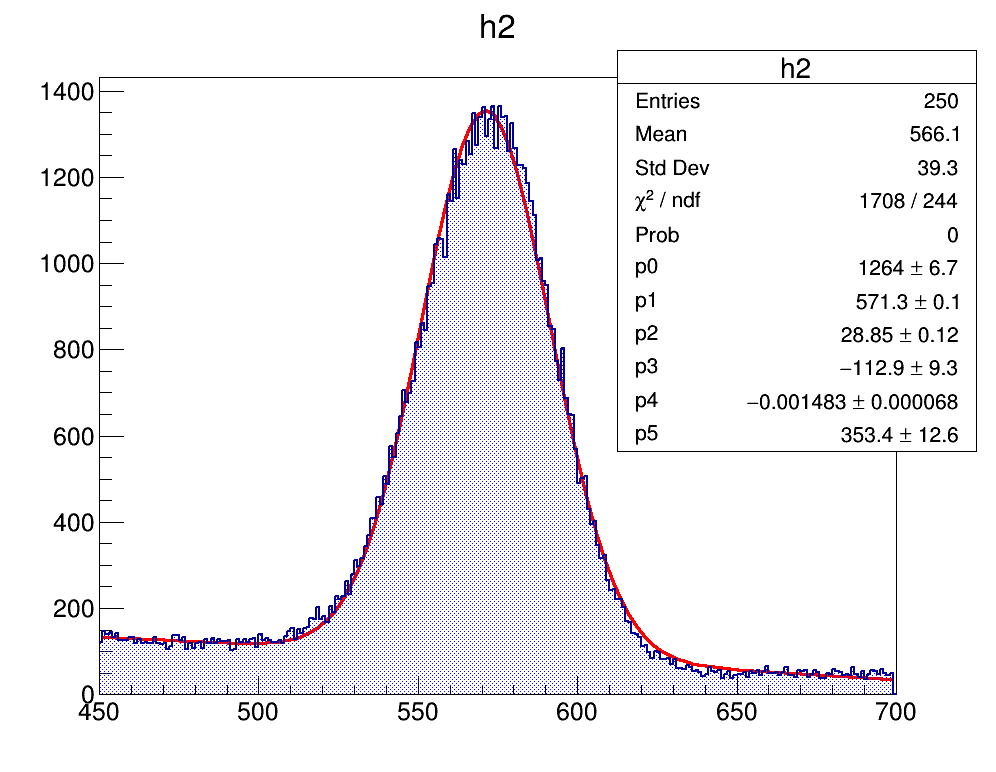 h2
h2
Entries 250
Mean 566.1
Std Dev 39.3
χ² / ndf 1708 / 244
Prob 0
p0 1264 ± 6.7
p1 571.3 ± 0.1
p2 28.85 ± 0.12
p3 −112.9 ± 9.3
p4 −0.001483 ± 0.000068
p5 353.4 ± 12.6
1400
1200
1000
800
600
400
200
0
450 500 550 600 650 700